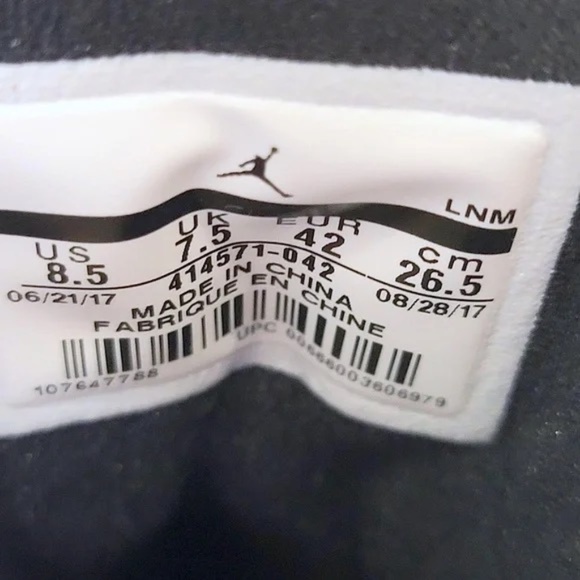 LNM
US UK EUR cm
8.5 7.5 42 26.5
414571-042
06/21/17 08/28/17
MADE IN CHINA
FABRIQUE EN CHINE
UPC 00666003606979
107647788